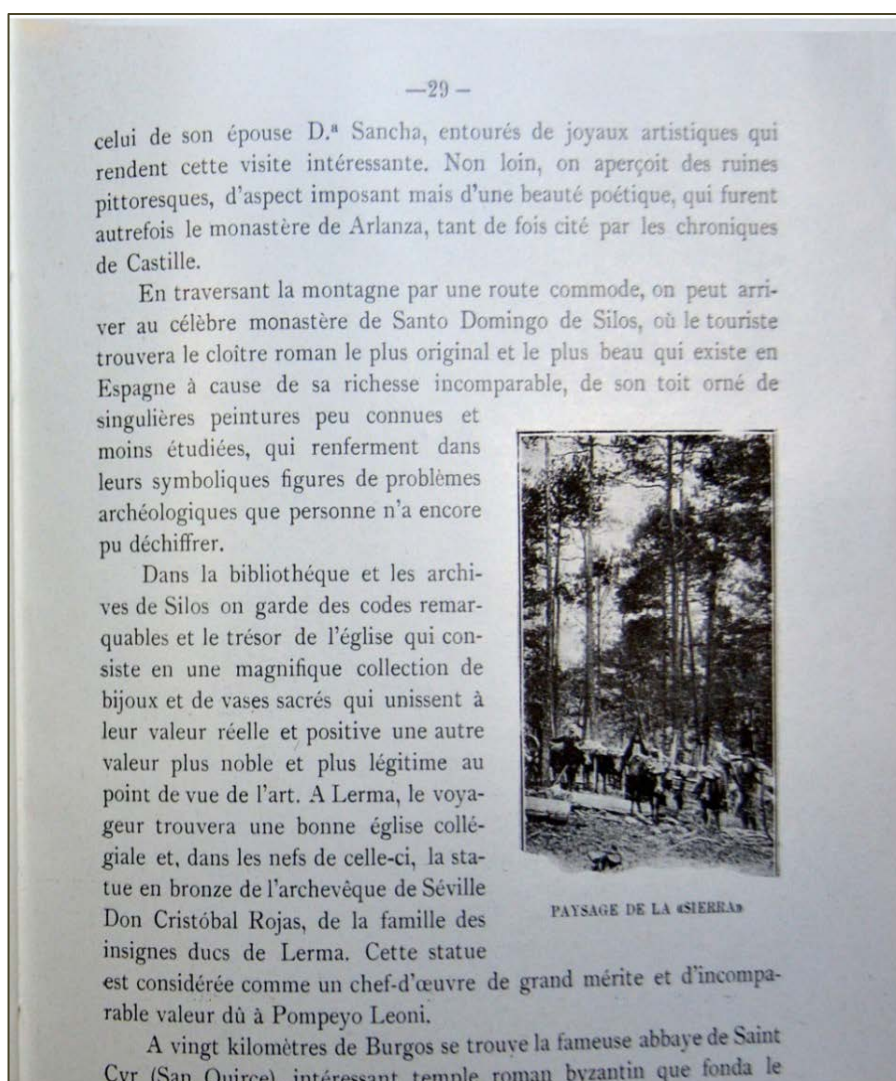 —29 –
celui de son épouse D.ª Sancha, entourés de joyaux artistiques qui
rendent cette visite intéressante. Non loin, on aperçoit des ruines
pittoresques, d'aspect imposant mais d'une beauté poétique, qui furent
autrefois le monastère de Arlanza, tant de fois cité par les chroniques
de Castille.
En traversant la montagne par une route commode, on peut arri-
ver au célèbre monastère de Santo Domingo de Silos, où le touriste
trouvera le cloître roman le plus original et le plus beau qui existe en
Espagne à cause de sa richesse incomparable, de son toit orné de
singulières peintures peu connues et
moins étudiées, qui renferment dans
leurs symboliques figures de problèmes
archéologiques que personne n'a encore
pu déchiffrer.
Dans la bibliothéque et les archi-
ves de Silos on garde des codes remar-
quables et le trésor de l'église qui con-
siste en une magnifique collection de
bijoux et de vases sacrés qui unissent à
leur valeur réelle et positive une autre
valeur plus noble et plus légitime au
point de vue de l'art. A Lerma, le voya-
geur trouvera une bonne église collé-
giale et, dans les nefs de celle-ci, la sta-
tue en bronze de l'archevêque de Séville
Don Cristóbal Rojas, de la famille des
insignes ducs de Lerma. Cette statue
est considérée comme un chef-d'œuvre de grand mérite et d'incompa-
rable valeur dû à Pompeyo Leoni.
PAYSAGE DE LA «SIERRA»
A vingt kilomètres de Burgos se trouve la fameuse abbaye de Saint
Cyr (San Quirce), intéressant temple roman byzantin que fonda le